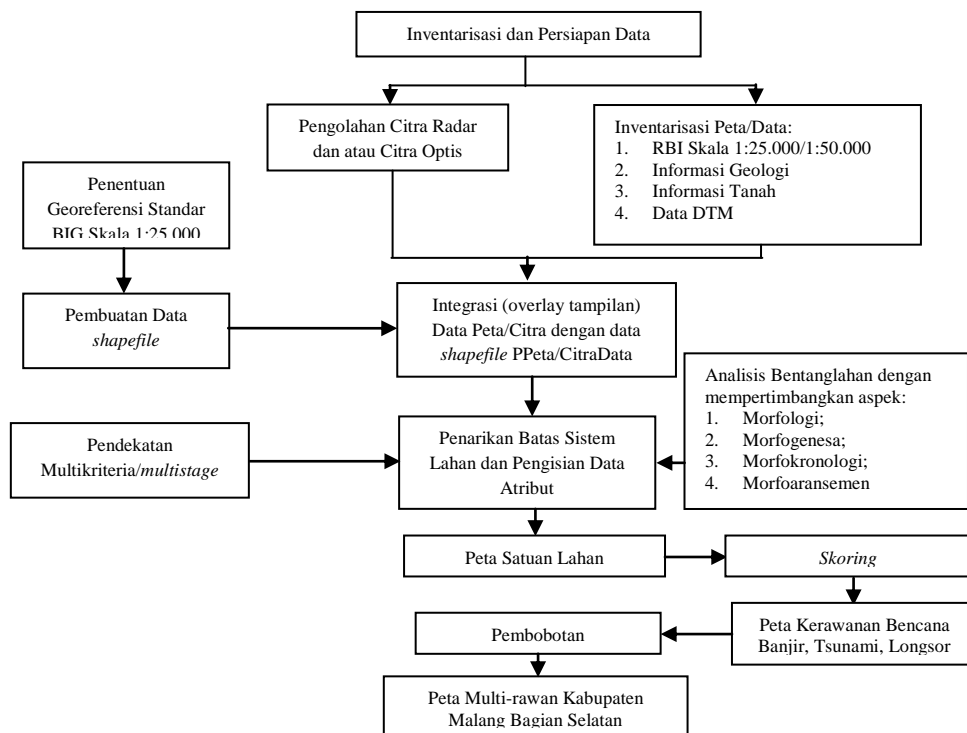 Inventarisasi dan Persiapan Data
Pengolahan Citra Radar
dan atau Citra Optis
Inventarisasi Peta/Data:
1. RBI Skala 1:25.000/1:50.000
2. Informasi Geologi
3. Informasi Tanah
4. Data DTM
Penentuan
Georeferensi Standar
BIG Skala 1:25.000
Pembuatan Data
shapefile
Integrasi (overlay tampilan)
Data Peta/Citra dengan data
shapefile PPeta/CitraData
Analisis Bentanglahan dengan
mempertimbangkan aspek:
1. Morfologi;
2. Morfogenesa;
3. Morfokronologi;
4. Morfoaransemen
Pendekatan
Multikriteria/multistage
Penarikan Batas Sistem
Lahan dan Pengisian Data
Atribut
Peta Satuan Lahan
Skoring
Peta Kerawanan Bencana
Banjir, Tsunami, Longsor
Pembobotan
Peta Multi-rawan Kabupaten
Malang Bagian Selatan